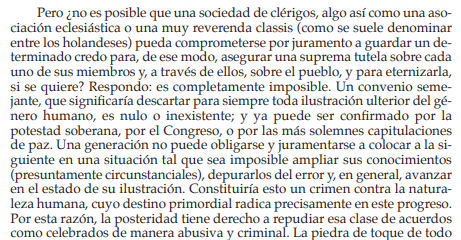 Pero ¿no es posible que una sociedad de clérigos, algo así como una aso-
ciación eclesiástica o una muy reverenda classis (como se suele denominar
entre los holandeses) pueda comprometerse por juramento a guardar un de-
terminado credo para, de ese modo, asegurar una suprema tutela sobre cada
uno de sus miembros y, a través de ellos, sobre el pueblo, y para eternizarla,
si se quiere? Respondo: es completamente imposible. Un convenio seme-
jante, que significaría descartar para siempre toda ilustración ulterior del gé-
nero humano, es nulo o inexistente; y ya puede ser confirmado por la
potestad soberana, por el Congreso, o por las más solemnes capitulaciones
de paz. Una generación no puede obligarse y juramentarse a colocar a la si-
guiente en una situación tal que sea imposible ampliar sus conocimientos
(presuntamente circunstanciales), depurarlos del error y, en general, avanzar
en el estado de su ilustración. Constituiría esto un crimen contra la natura-
leza humana, cuyo destino primordial radica precisamente en este progreso.
Por esta razón, la posteridad tiene derecho a repudiar esa clase de acuerdos
como celebrados de manera abusiva y criminal. La piedra de toque de todo